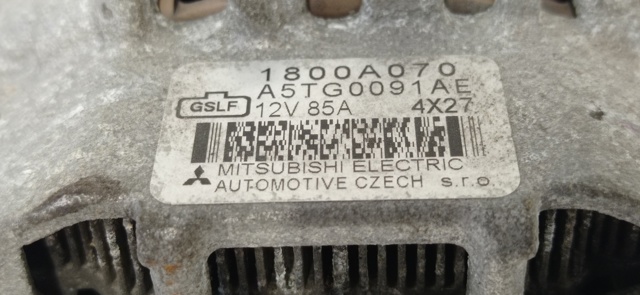 1800A070
A5TG0091AE
GSLF 12V 85A 4X27
MITSUBISHI ELECTRIC
AUTOMOTIVE CZECH s.r.o